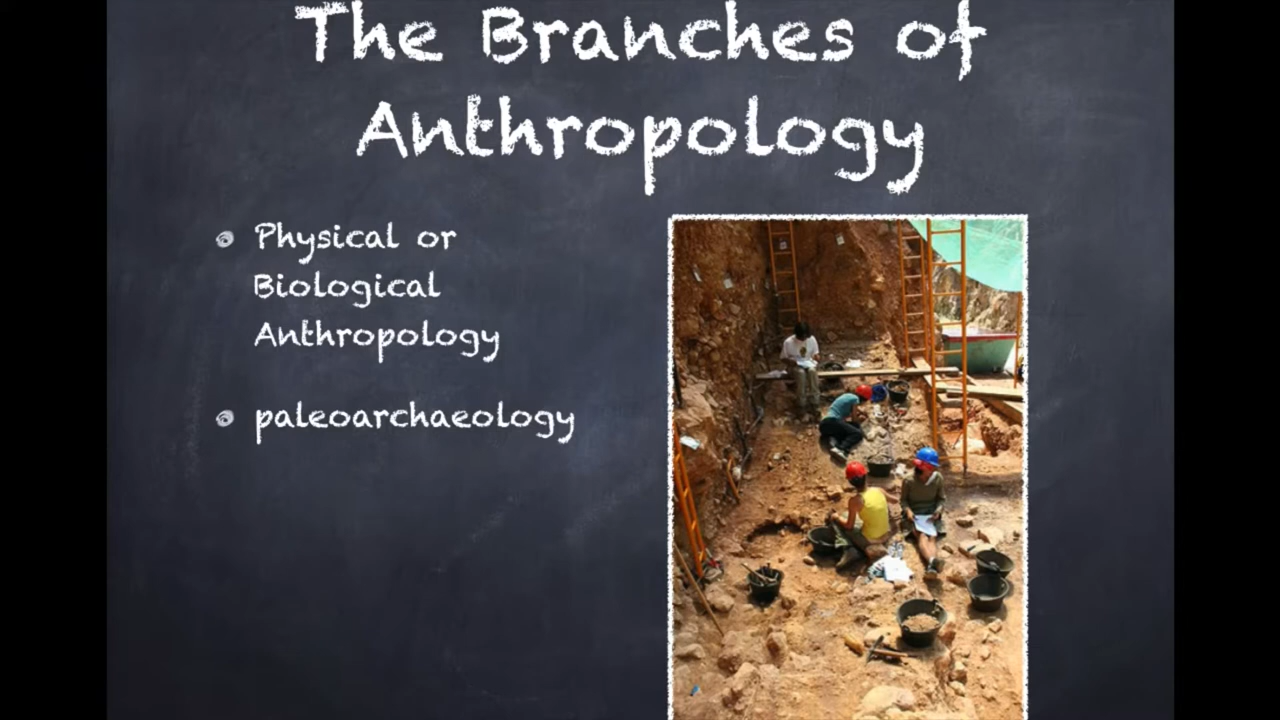 The Branches of
Anthropology
Physical or
Biological
Anthropology
paleoarchaeology